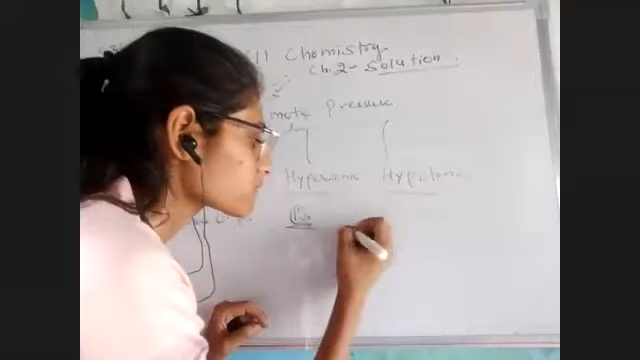 11 Chemistry
Ch. 2 - Solution.
motic Pressure
Hypertonic Hypotonic